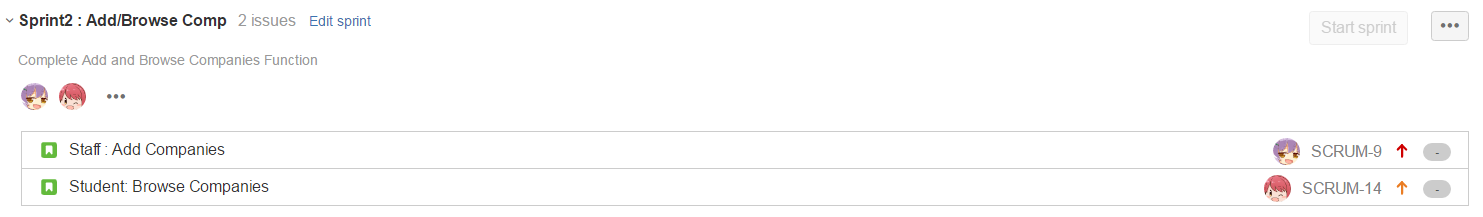 Sprint2 : Add/Browse Comp 2 issues Edit sprint Start sprint •••
Complete Add and Browse Companies Function
•••
Staff : Add Companies SCRUM-9 -
Student: Browse Companies SCRUM-14 -